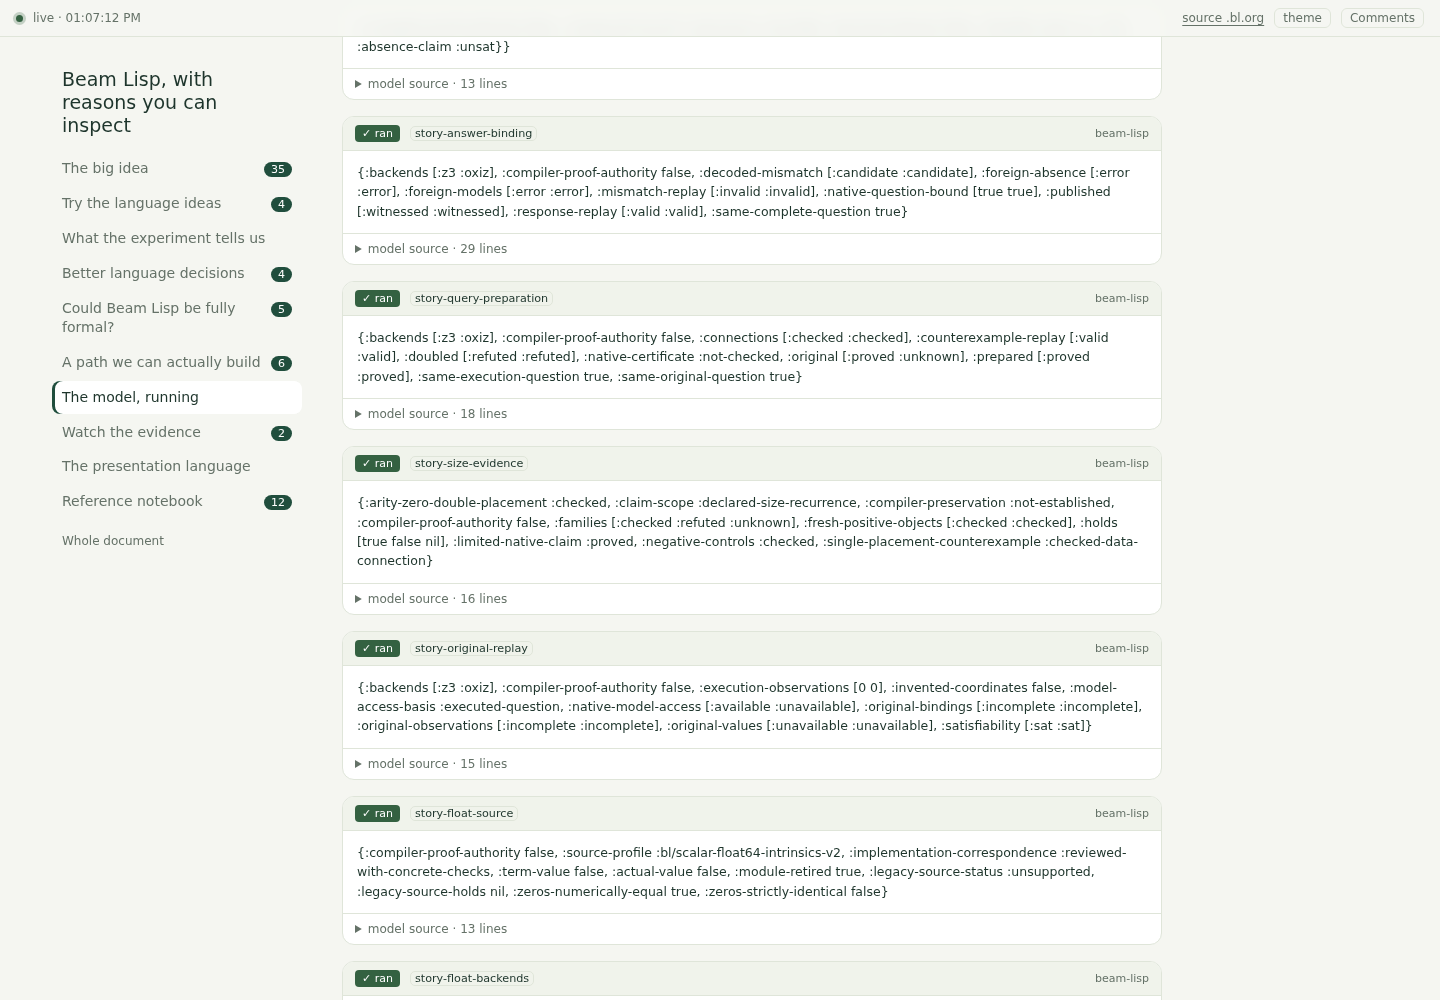 live · 01:07:12 PM
source .bl.org
theme
Comments
Beam Lisp, with
reasons you can
inspect
The big idea 35
Try the language ideas 4
What the experiment tells us
Better language decisions 4
Could Beam Lisp be fully 5
formal?
A path we can actually build 6
The model, running
Watch the evidence 2
The presentation language
Reference notebook 12
Whole document
:absence-claim :unsat}}
▶ model source · 13 lines
✓ ran story-answer-binding beam-lisp
{:backends [:z3 :oxiz], :compiler-proof-authority false, :decoded-mismatch [:candidate :candidate], :foreign-absence [:error
:error], :foreign-models [:error :error], :mismatch-replay [:invalid :invalid], :native-question-bound [true true], :published
[:witnessed :witnessed], :response-replay [:valid :valid], :same-complete-question true}
▶ model source · 29 lines
✓ ran story-query-preparation beam-lisp
{:backends [:z3 :oxiz], :compiler-proof-authority false, :connections [:checked :checked], :counterexample-replay [:valid
:valid], :doubled [:refuted :refuted], :native-certificate :not-checked, :original [:proved :unknown], :prepared [:proved
:proved], :same-execution-question true, :same-original-question true}
▶ model source · 18 lines
✓ ran story-size-evidence beam-lisp
{:arity-zero-double-placement :checked, :claim-scope :declared-size-recurrence, :compiler-preservation :not-established,
:compiler-proof-authority false, :families [:checked :refuted :unknown], :fresh-positive-objects [:checked :checked], :holds
[true false nil], :limited-native-claim :proved, :negative-controls :checked, :single-placement-counterexample :checked-data-
connection}
▶ model source · 16 lines
✓ ran story-original-replay beam-lisp
{:backends [:z3 :oxiz], :compiler-proof-authority false, :execution-observations [0 0], :invented-coordinates false, :model-
access-basis :executed-question, :native-model-access [:available :unavailable], :original-bindings [:incomplete :incomplete],
:original-observations [:incomplete :incomplete], :original-values [:unavailable :unavailable], :satisfiability [:sat :sat]}
▶ model source · 15 lines
✓ ran story-float-source beam-lisp
{:compiler-proof-authority false, :source-profile :bl/scalar-float64-intrinsics-v2, :implementation-correspondence :reviewed-
with-concrete-checks, :term-value false, :actual-value false, :module-retired true, :legacy-source-status :unsupported,
:legacy-source-holds nil, :zeros-numerically-equal true, :zeros-strictly-identical false}
▶ model source · 13 lines
✓ ran story-float-backends beam-lisp